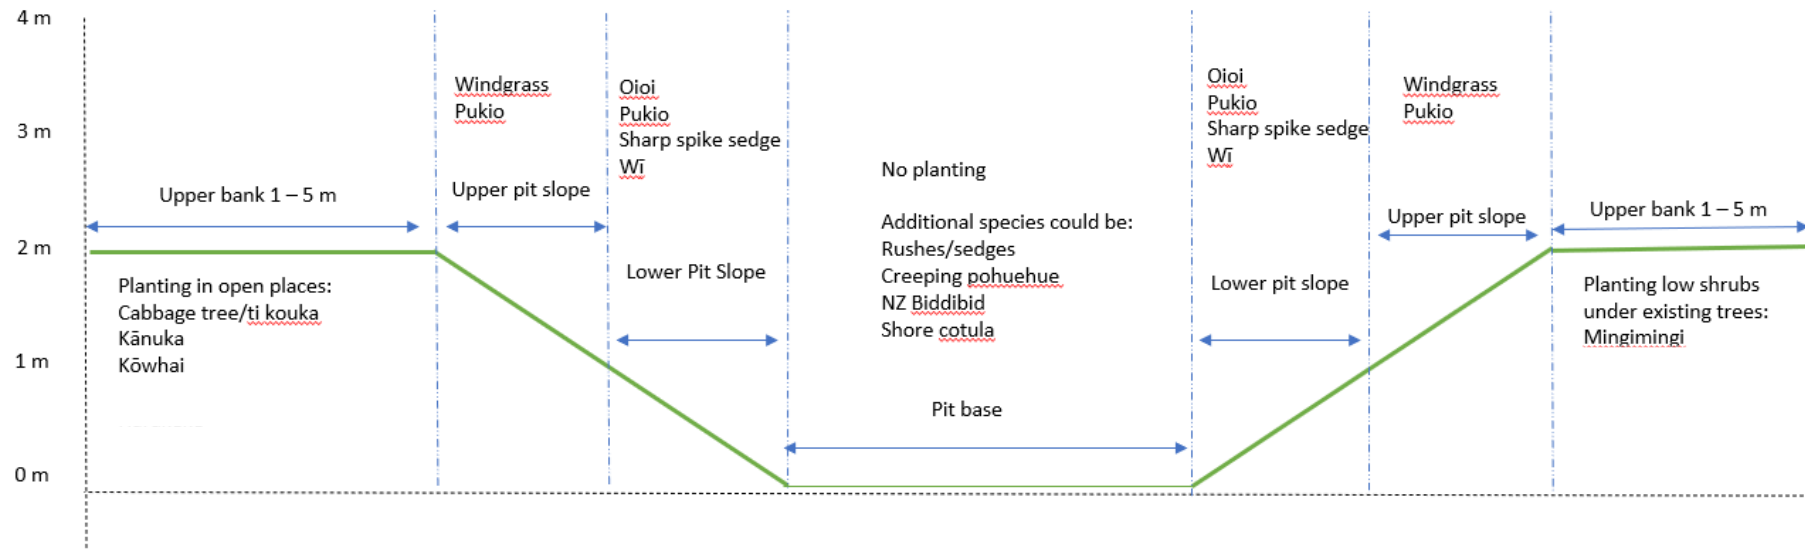 4 m
3 m
2 m
1 m
0 m
Upper bank 1 – 5 m
Planting in open places:
Cabbage tree/ti kouka
Kānuka
Kōwhai
Windgrass
Pukio
Upper pit slope
Oioi
Pukio
Sharp spike sedge
Wī
Lower Pit Slope
No planting
Additional species could be:
Rushes/sedges
Creeping pohuehue
NZ Biddibid
Shore cotula
Pit base
Oioi
Pukio
Sharp spike sedge
Wī
Lower pit slope
Windgrass
Pukio
Upper pit slope
Upper bank 1 – 5 m
Planting low shrubs
under existing trees:
Mingimingi